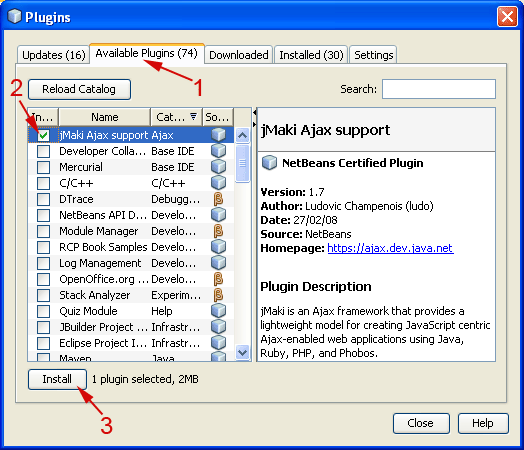 Plugins
Updates (16) Available Plugins (74) Downloaded Installed (30) Settings
1
2
Reload Catalog Search:
In... Name Cat... So...
jMaki Ajax support Ajax
Developer Colla... Base IDE
Mercurial Base IDE
C/C++ C/C++
DTrace Debugg...
NetBeans API D... Develo...
Module Manager Develo...
RCP Book Samples Develo...
Log Management Develo...
OpenOffice.org ... Develo...
Stack Analyzer Experim...
Quiz Module Help
JBuilder Project ... Infrastr...
Eclipse Project I... Infrastr...
Maven Java
jMaki Ajax support
NetBeans Certified Plugin
Version: 1.7
Author: Ludovic Champenois (ludo)
Date: 27/02/08
Source: NetBeans
Homepage: https://ajax.dev.java.net
Plugin Description
jMaki is an Ajax framework that provides a
lightweight model for creating JavaScript centric
Ajax-enabled web applications using Java,
Ruby, PHP, and Phobos.
Install 1 plugin selected, 2MB
3
Close Help